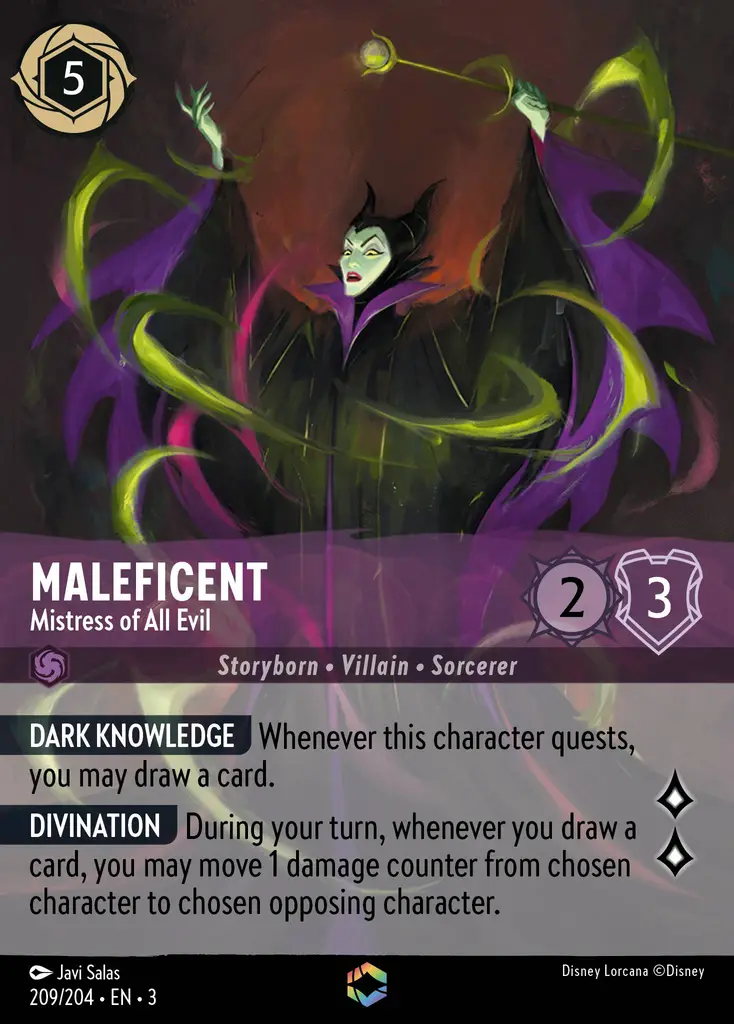 5
MALEFICENT
Mistress of All Evil
2
3
Storyborn • Villain • Sorcerer
DARK KNOWLEDGE Whenever this character quests,
you may draw a card.
DIVINATION During your turn, whenever you draw a
card, you may move 1 damage counter from chosen
character to chosen opposing character.
Javi Salas
Disney Lorcana ©Disney
209/204 • EN • 3